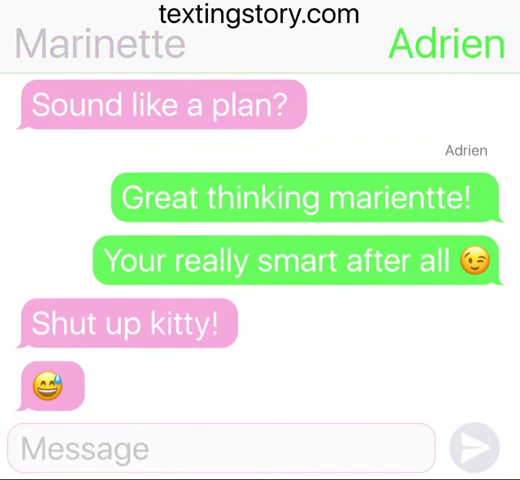 textingstory.com
Marinette Adrien
Sound like a plan?
Adrien
Great thinking marientte!
Your really smart after all 😉
Shut up kitty!
😅
Message